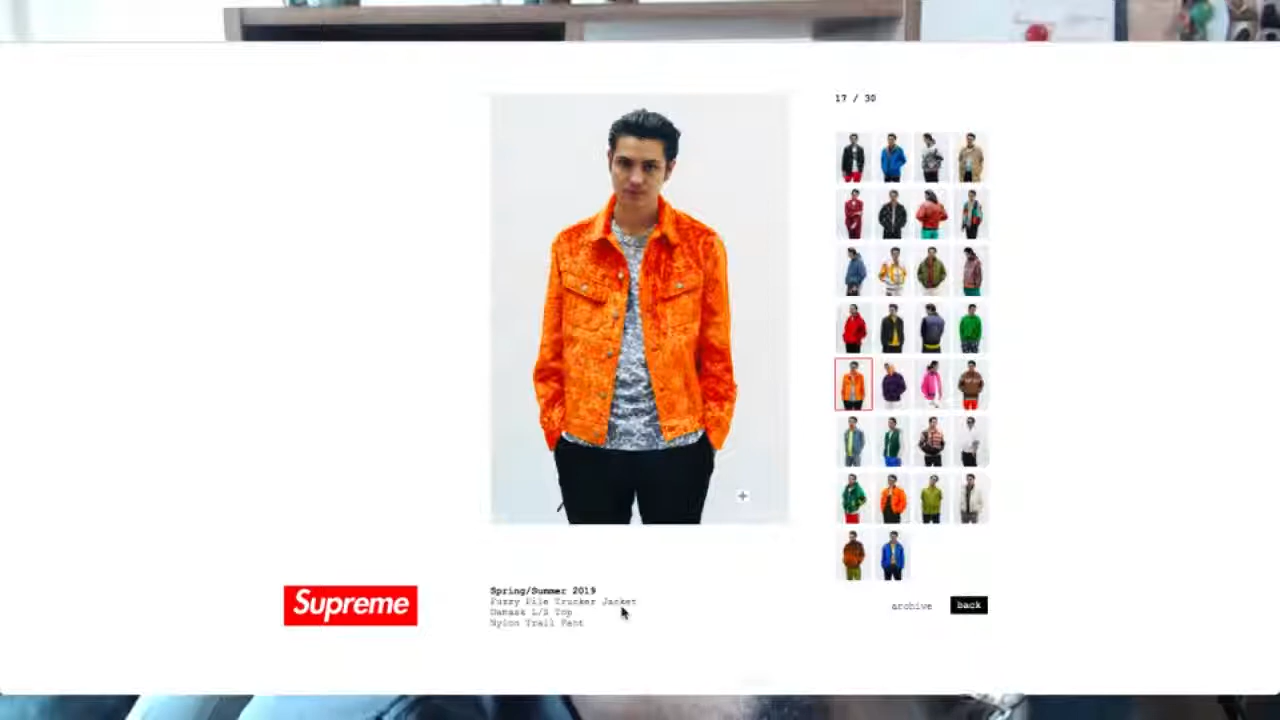 17 / 30
Supreme
Spring/Summer 2019
Fuzzy Pile Trucker Jacket
Damask L/S Top
Nylon Trail Pant
archive
back